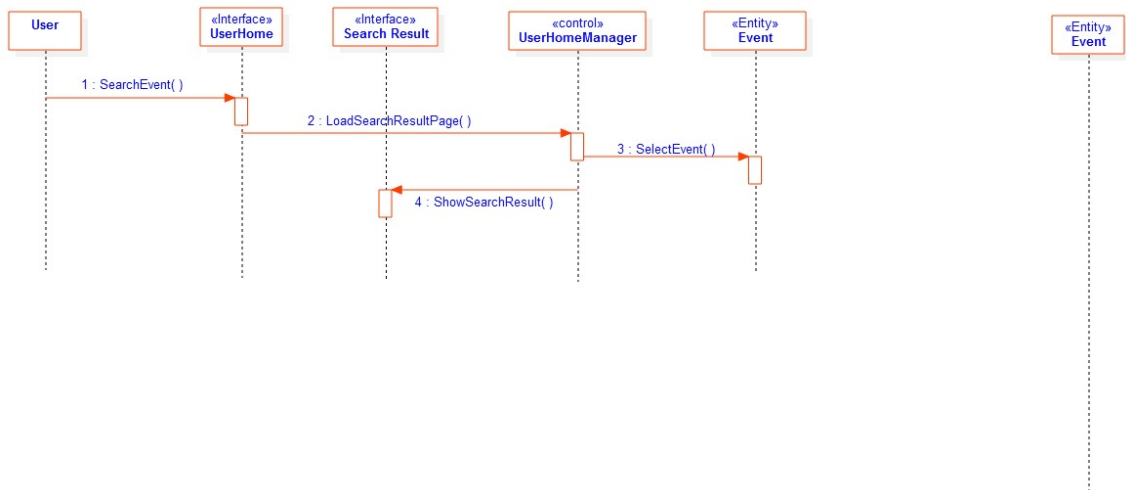 User
«Interface»
UserHome
«Interface»
Search Result
«control»
UserHomeManager
«Entity»
Event
«Entity»
Event
1 : SearchEvent( )
2 : LoadSearchResultPage( )
3 : SelectEvent( )
4 : ShowSearchResult( )